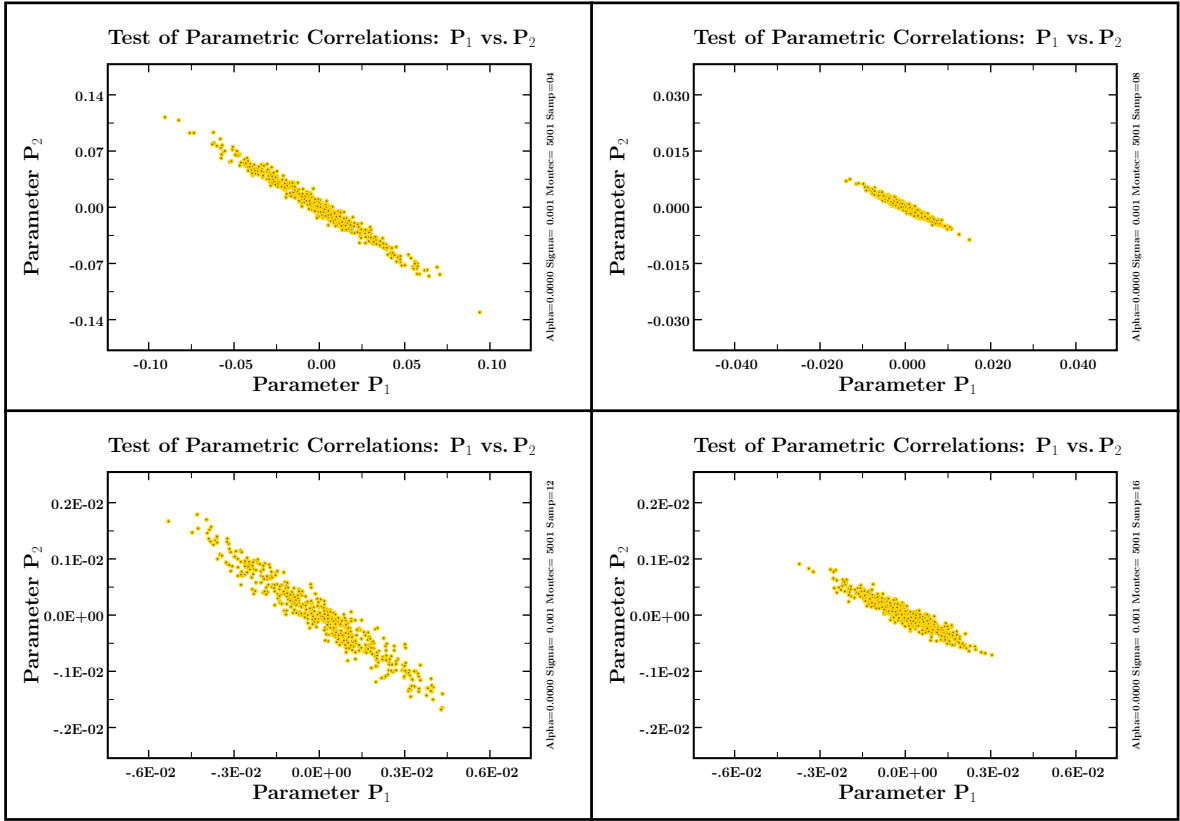 Test of Parametric Correlations: P₁ vs. P₂
0.14
0.07
0.00
-0.07
-0.14
Parameter P₂
-0.10 -0.05 0.00 0.05 0.10
Parameter P₁
Alpha=0.0000 Sigma= 0.001 Montec= 5001 Samp=04
Test of Parametric Correlations: P₁ vs. P₂
0.030
0.015
0.000
-0.015
-0.030
Parameter P₂
-0.040 -0.020 0.000 0.020 0.040
Parameter P₁
Alpha=0.0000 Sigma= 0.001 Montec= 5001 Samp=08
Test of Parametric Correlations: P₁ vs. P₂
0.2E-02
0.1E-02
0.0E+00
-.1E-02
-.2E-02
Parameter P₂
-.6E-02 -.3E-02 0.0E+00 0.3E-02 0.6E-02
Parameter P₁
Alpha=0.0000 Sigma= 0.001 Montec= 5001 Samp=12
Test of Parametric Correlations: P₁ vs. P₂
0.2E-02
0.1E-02
0.0E+00
-.1E-02
-.2E-02
Parameter P₂
-.6E-02 -.3E-02 0.0E+00 0.3E-02 0.6E-02
Parameter P₁
Alpha=0.0000 Sigma= 0.001 Montec= 5001 Samp=16